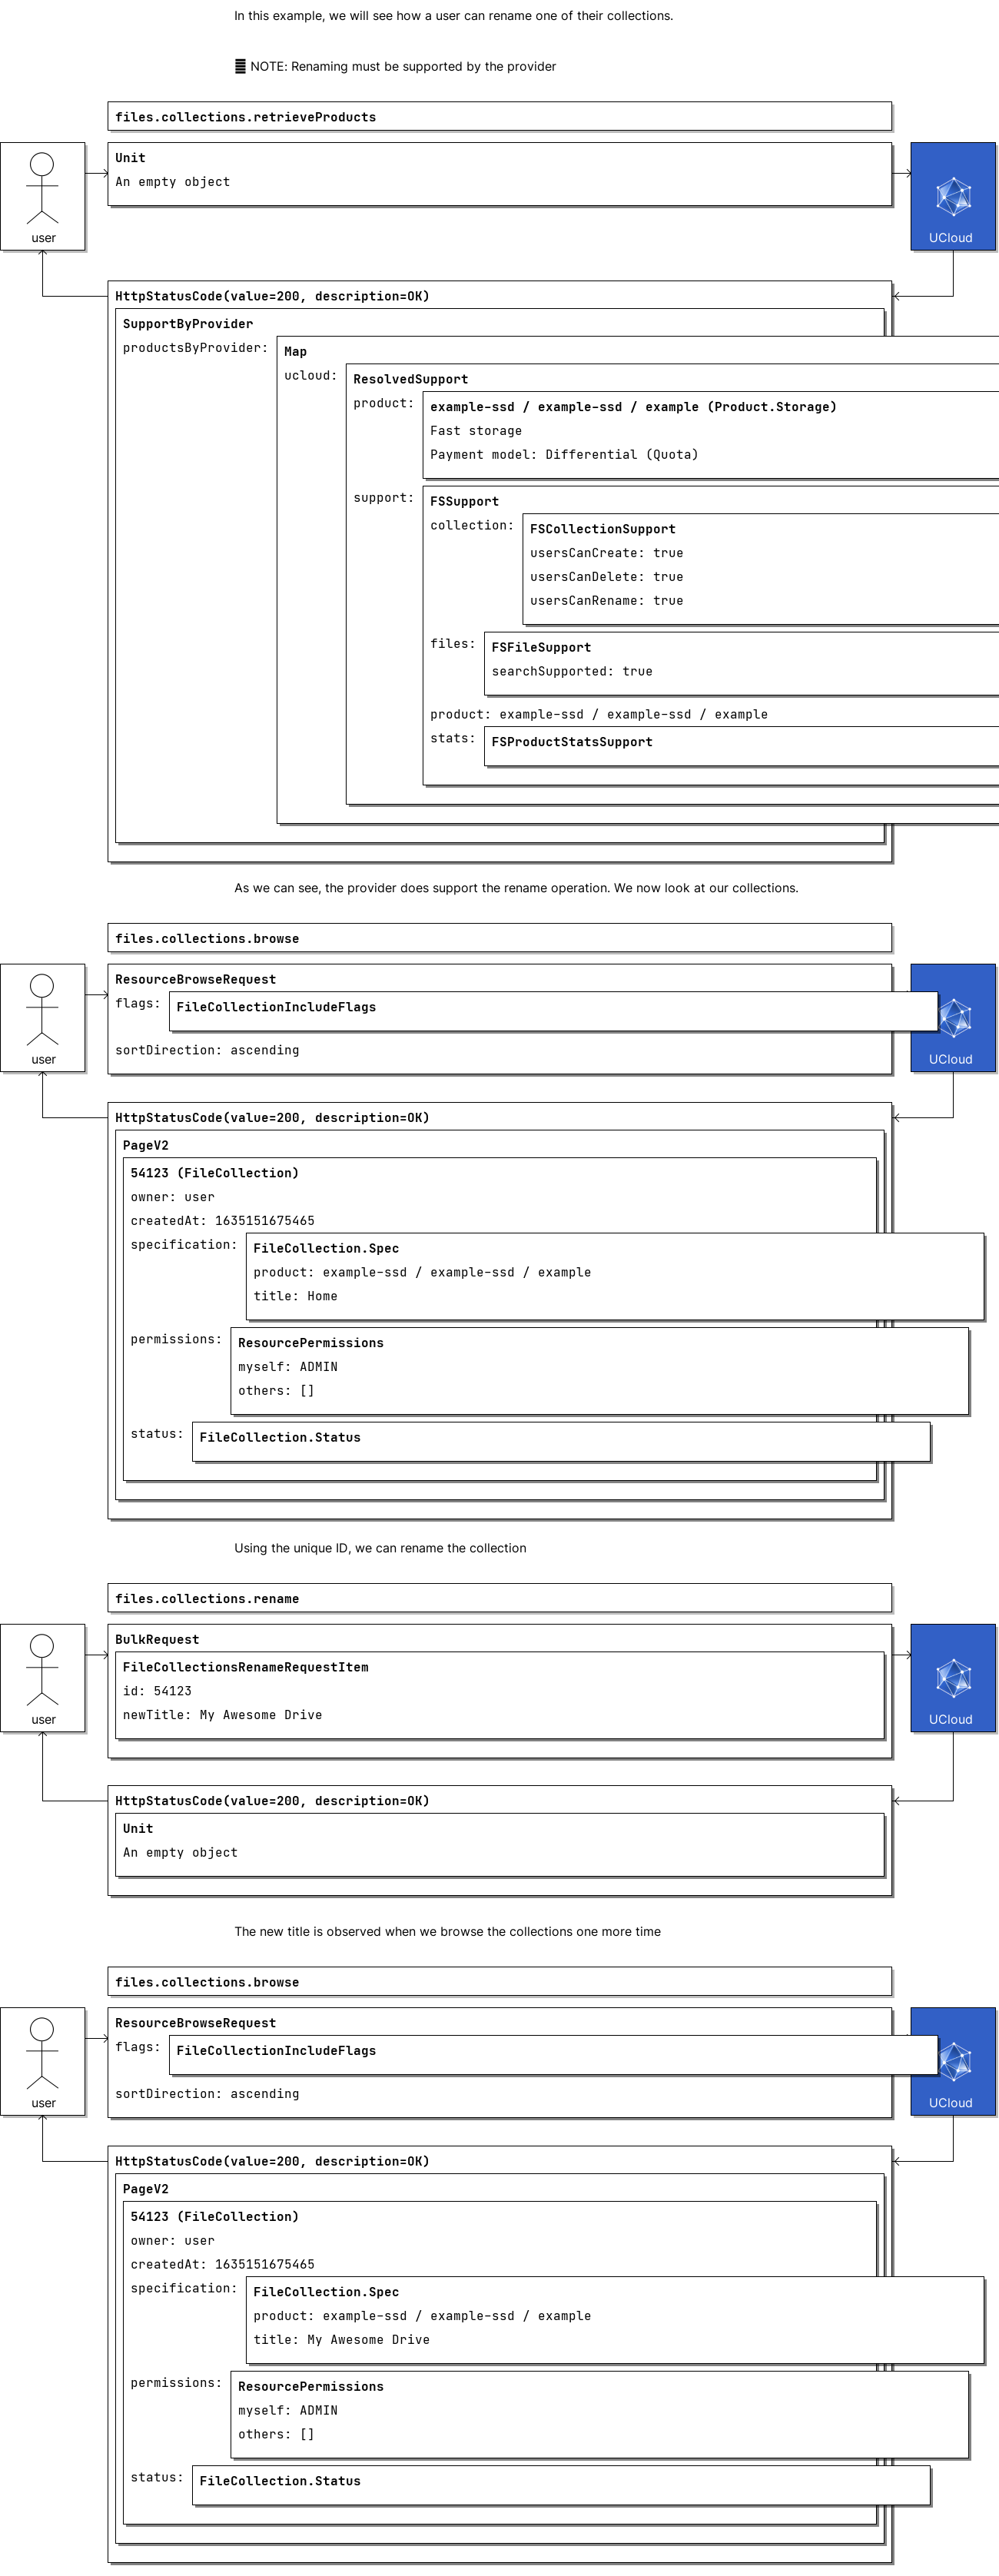 In this example, we will see how a user can rename one of their collections.
NOTE: Renaming must be supported by the provider
files.collections.retrieveProducts
Unit
An empty object
user
UCloud
HttpStatusCode(value=200, description=OK)
SupportByProvider
productsByProvider:
Map
ucloud:
ResolvedSupport
product:
example-ssd / example-ssd / example (Product.Storage)
Fast storage
Payment model: Differential (Quota)
support:
FSSupport
collection:
FSCollectionSupport
usersCanCreate: true
usersCanDelete: true
usersCanRename: true
files:
FSFileSupport
searchSupported: true
product: example-ssd / example-ssd / example
stats:
FSProductStatsSupport
As we can see, the provider does support the rename operation. We now look at our collections.
files.collections.browse
ResourceBrowseRequest
flags:
FileCollectionIncludeFlags
sortDirection: ascending
user
UCloud
HttpStatusCode(value=200, description=OK)
PageV2
54123 (FileCollection)
owner: user
createdAt: 1635151675465
specification:
FileCollection.Spec
product: example-ssd / example-ssd / example
title: Home
permissions:
ResourcePermissions
myself: ADMIN
others: []
status:
FileCollection.Status
Using the unique ID, we can rename the collection
files.collections.rename
BulkRequest
FileCollectionsRenameRequestItem
id: 54123
newTitle: My Awesome Drive
user
UCloud
HttpStatusCode(value=200, description=OK)
Unit
An empty object
The new title is observed when we browse the collections one more time
files.collections.browse
ResourceBrowseRequest
flags:
FileCollectionIncludeFlags
sortDirection: ascending
user
UCloud
HttpStatusCode(value=200, description=OK)
PageV2
54123 (FileCollection)
owner: user
createdAt: 1635151675465
specification:
FileCollection.Spec
product: example-ssd / example-ssd / example
title: My Awesome Drive
permissions:
ResourcePermissions
myself: ADMIN
others: []
status:
FileCollection.Status